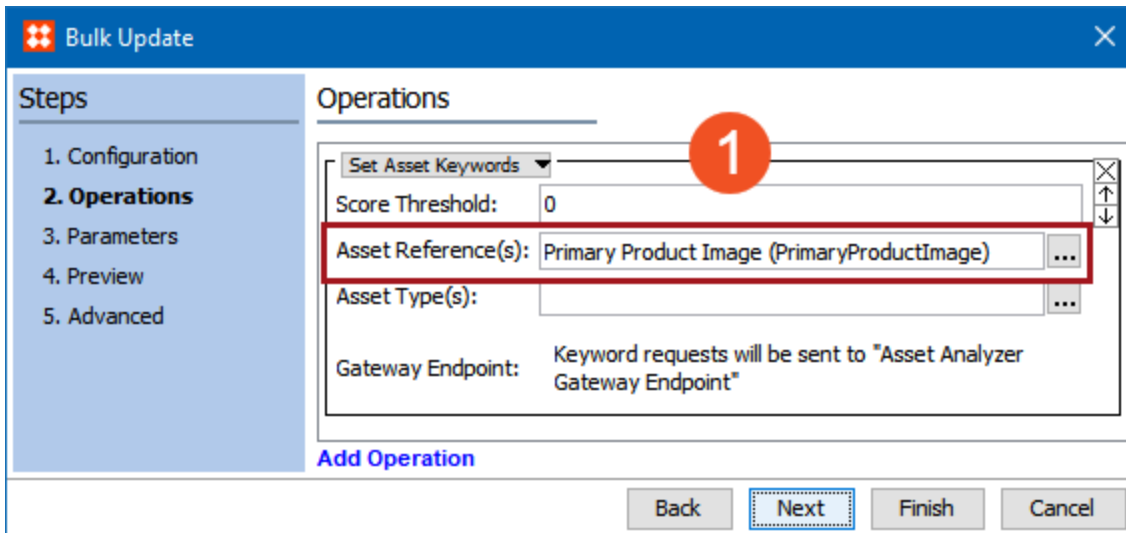 Bulk Update
Steps
1. Configuration
2. Operations
3. Parameters
4. Preview
5. Advanced
Operations
1
Set Asset Keywords
Score Threshold: 0
Asset Reference(s): Primary Product Image (PrimaryProductImage) ...
Asset Type(s): ...
Gateway Endpoint: Keyword requests will be sent to "Asset Analyzer
Gateway Endpoint"
Add Operation
Back Next Finish Cancel